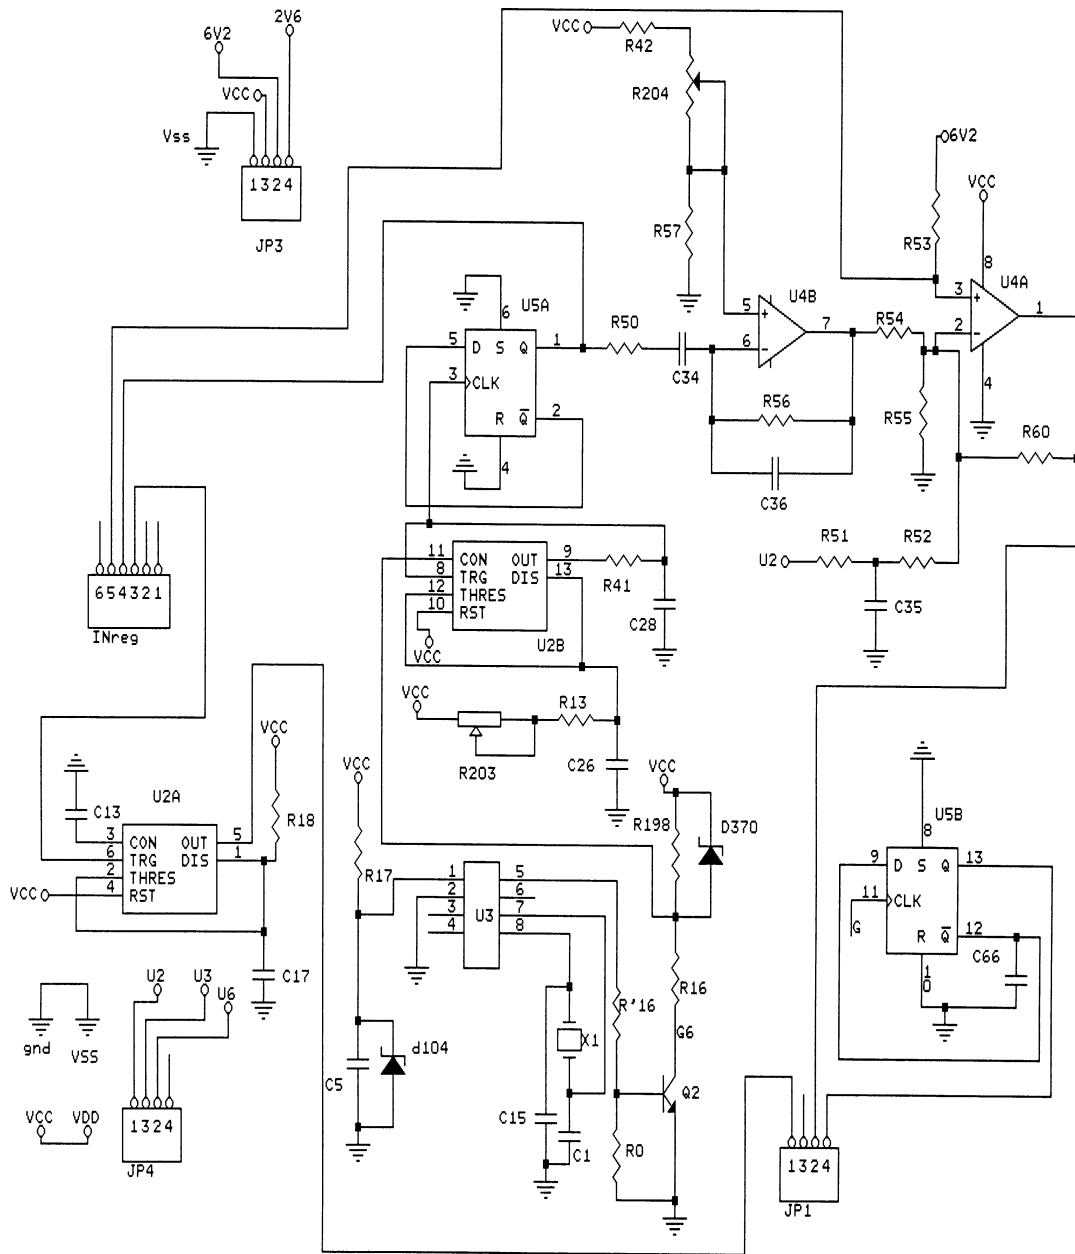 2V6
6V2
VCC
Vss
1324
JP3
VCC
R42
R204
R57
6V2
VCC
R53
8
U4A
3
+
2
−
1
4
U4B
5
+
6
−
7
R54
R55
R56
C36
R60
R50
C34
U5A
6
5
D
S
Q
1
3
CLK
R
Q
2
4
654321
INreg
11
CON
OUT
9
8
TRG
DIS
13
12
THRES
10
RST
U2B
VCC
R41
C28
U2
R51
R52
C35
VCC
R203
R13
C26
VCC
R198
D370
VCC
R18
C13
U2A
3
CON
OUT
5
6
TRG
DIS
1
2
THRES
4
RST
VCC
C17
VCC
R17
1
2
3
4
U3
5
6
7
8
R'16
R16
G6
Q2
R0
X1
C15
C1
C5
d104
U5B
8
9
D
S
Q
13
11
CLK
G
R
Q
12
10
C66
U2
U3
U6
gnd
VSS
VCC
VDD
1324
JP4
1324
JP1